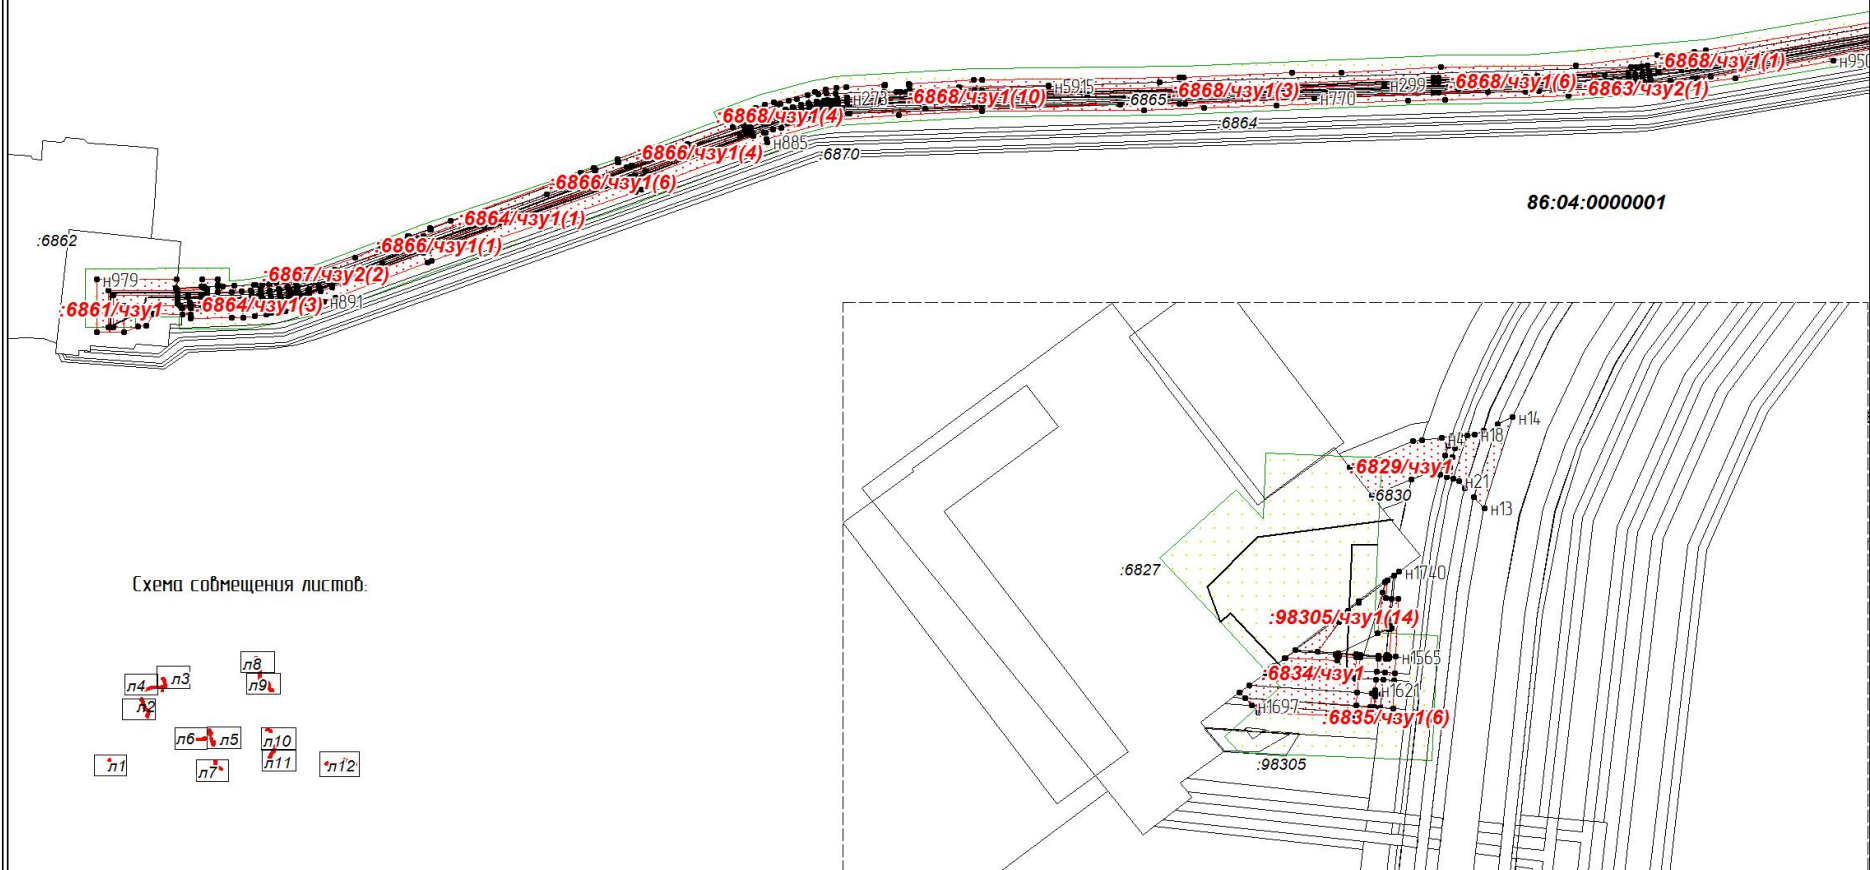 :6868/чзу1(1)
н950
:6868/чзу1(6)
:6863/чзу2(1)
н299
:6868/чзу1(3)
н770
н5915
:6865
:6868/чзу1(10)
н273
:6868/чзу1(4)
:6864
н885
:6870
:6866/чзу1(4)
:6866/чзу1(6)
86:04:0000001
:6864/чзу1(1)
:6862
:6866/чзу1(1)
:6867/чзу2(2)
н979
н891
:6861/чзу1
:6864/чзу1(3)
н14
н4
н18
:6829/чзу1
н21
:6830
н13
:6827
н1740
:98305/чзу1(14)
н1565
:6834/чзу1
н1621
н1697
:6835/чзу1(6)
:98305
Схема совмещения листов:
л8
л4
л3
л9
л2
л6
л5
л10
л1
л7
л11
л12